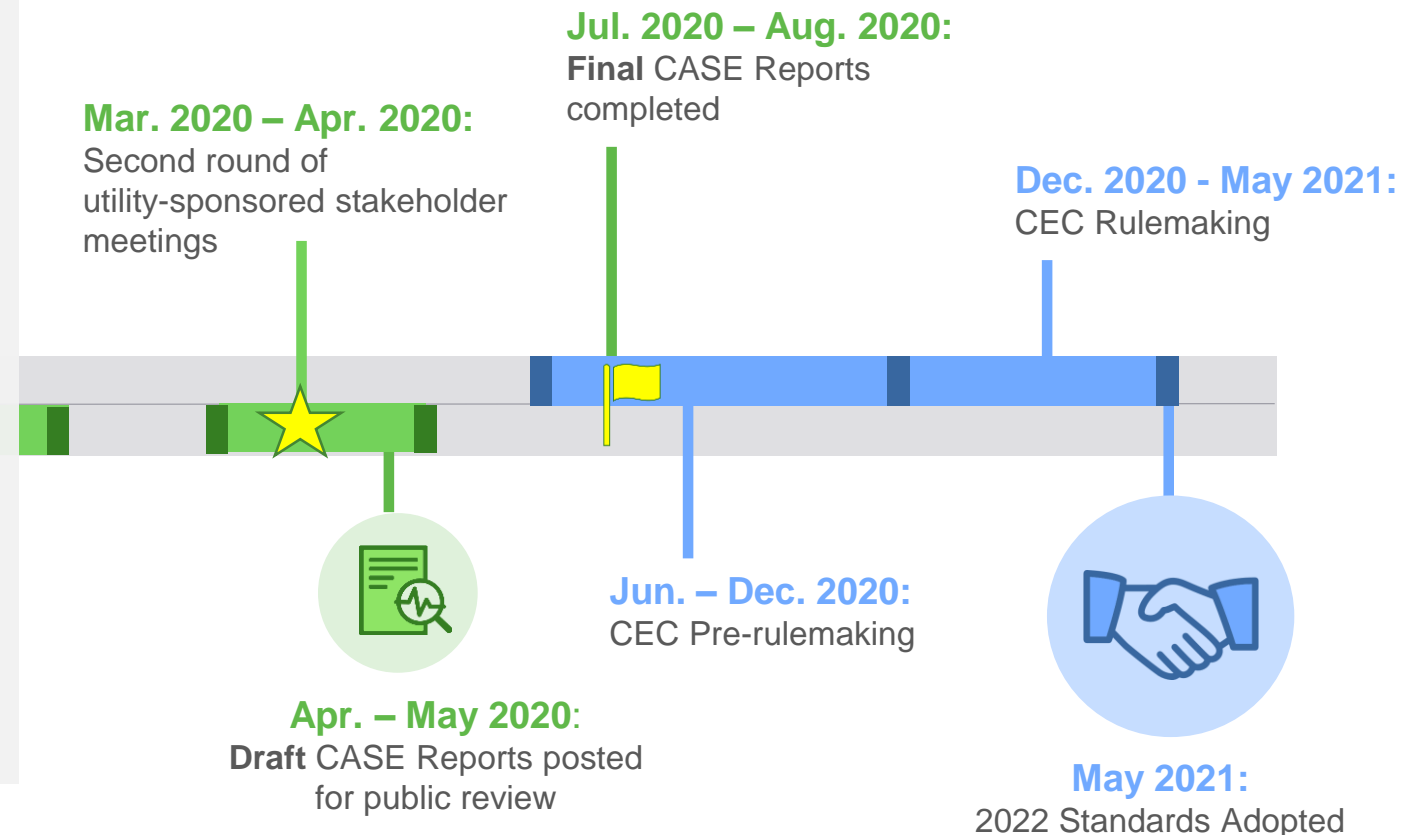 Jul. 2020 – Aug. 2020:
Final CASE Reports
completed
Mar. 2020 – Apr. 2020:
Second round of
utility-sponsored stakeholder
meetings
Dec. 2020 - May 2021:
CEC Rulemaking
Jun. – Dec. 2020:
CEC Pre-rulemaking
Apr. – May 2020:
Draft CASE Reports posted
for public review
May 2021:
2022 Standards Adopted